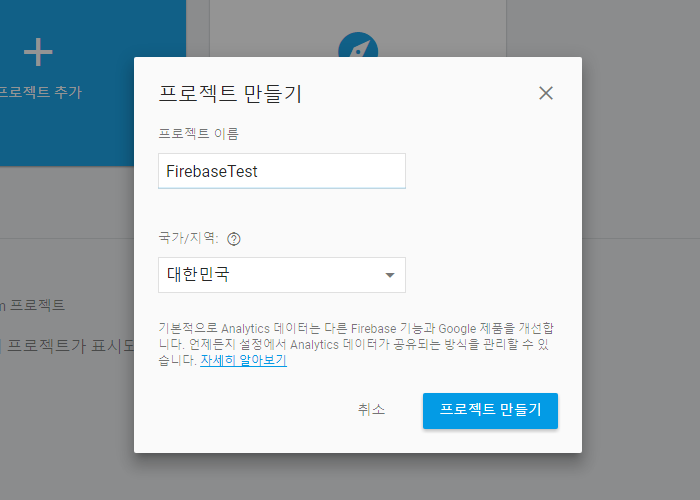 프로젝트 추가
프로젝트 만들기
프로젝트 이름
FirebaseTest
국가/지역:
대한민국
m 프로젝트
프로젝트가 표시되
기본적으로 Analytics 데이터는 다른 Firebase 기능과 Google 제품을 개선합
니다. 언제든지 설정에서 Analytics 데이터가 공유되는 방식을 관리할 수 있
습니다. 자세히 알아보기
취소
프로젝트 만들기